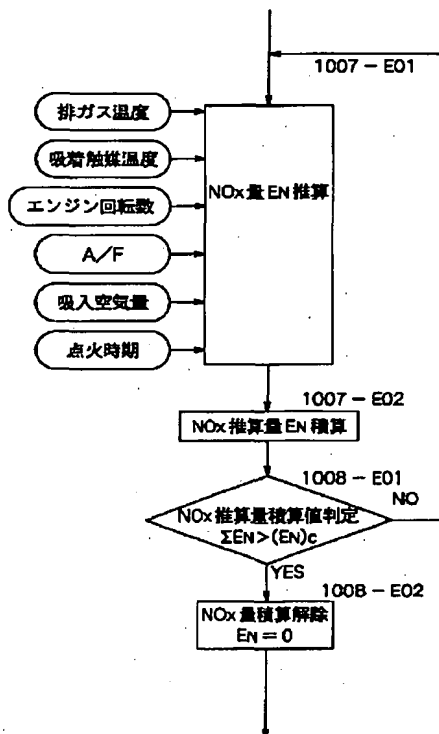 1007－E01
排ガス温度
吸着触媒温度
エンジン回転数
A／F
吸入空気量
点火時期
NOx量EN推算
1007－E02
NOx推算量EN積算
1008－E01
NO
NOx推算量積算値判定
ΣEN>(EN)c
YES
1008－E02
NOx量積算解除
EN＝0